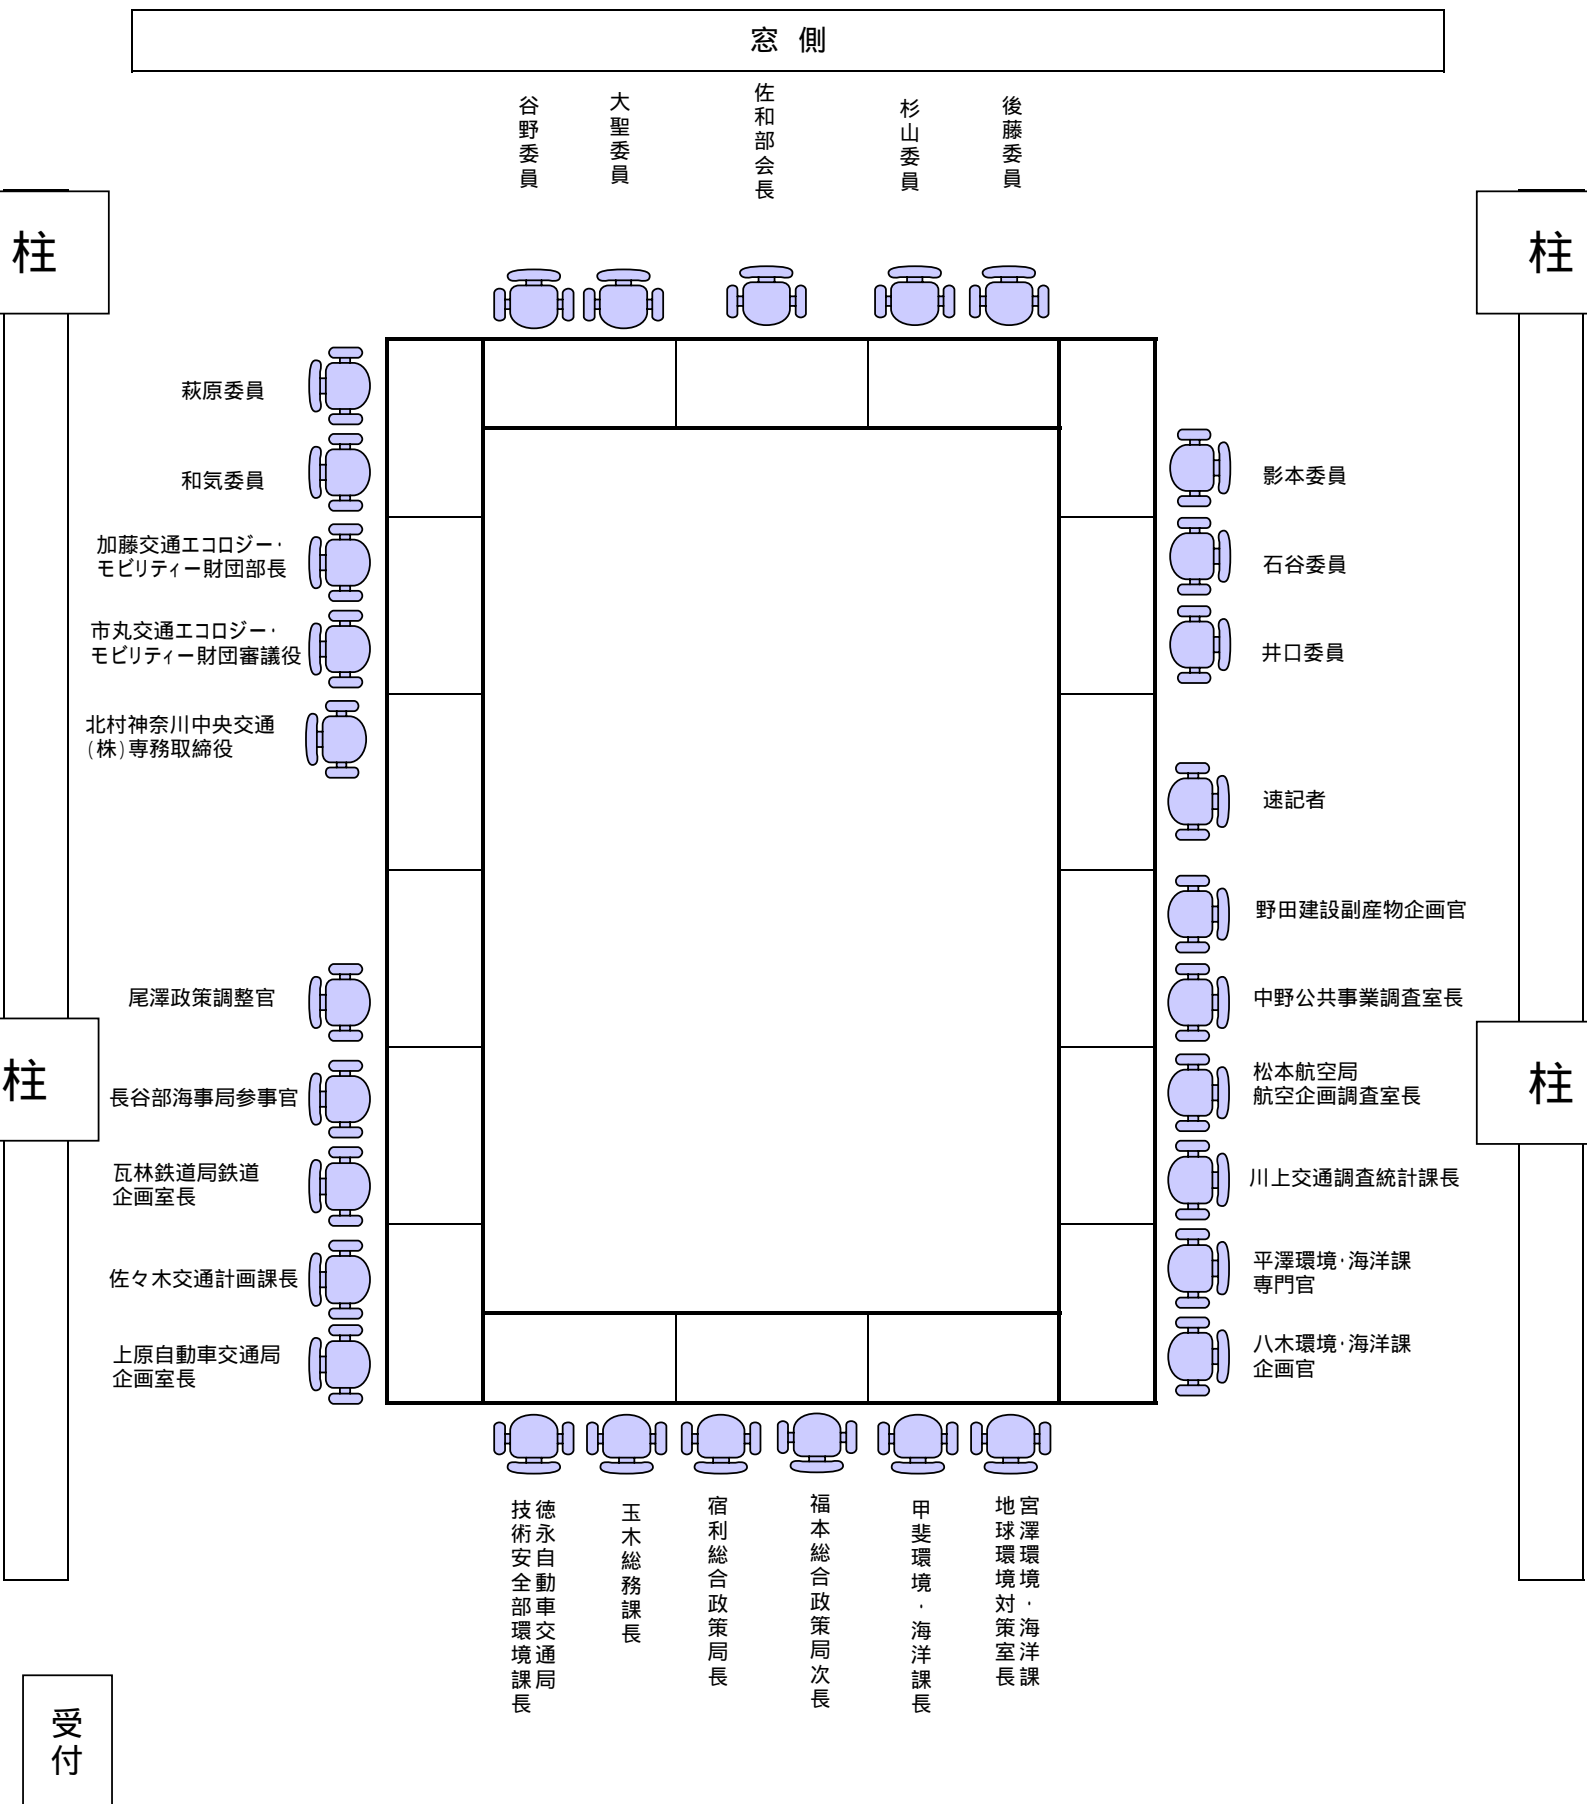 窓側
谷野委員
大聖委員
佐和部会長
杉山委員
後藤委員
柱
柱
萩原委員
和気委員
加藤交通エコロジー・
モビリティー財団部長
市丸交通エコロジー・
モビリティー財団審議役
北村神奈川中央交通
(株)専務取締役
尾澤政策調整官
柱
長谷部海事局参事官
瓦林鉄道局鉄道
企画室長
佐々木交通計画課長
上原自動車交通局
企画室長
影本委員
石谷委員
井口委員
速記者
野田建設副産物企画官
中野公共事業調査室長
松本航空局
航空企画調査室長
柱
川上交通調査統計課長
平澤環境・海洋課
専門官
八木環境・海洋課
企画官
徳永自動車交通局
技術安全部環境課長
玉木総務課長
宿利総合政策局長
福本総合政策局次長
甲斐環境・海洋課長
宮澤環境・海洋課
地球環境対策室長
受付